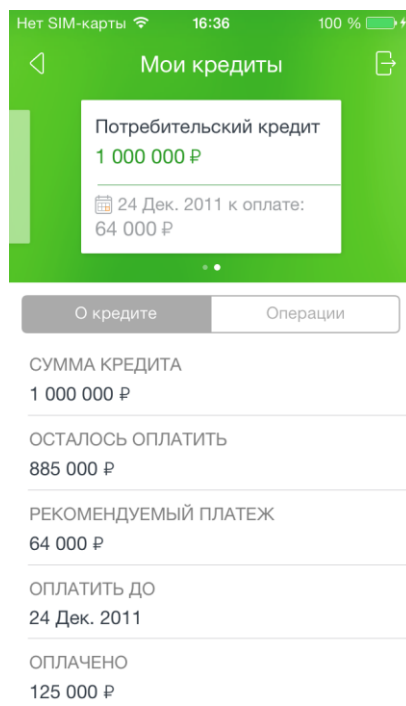 Нет SIM-карты 16:36 100 %
Мои кредиты
Потребительский кредит
1 000 000 ₽
24 Дек. 2011 к оплате:
64 000 ₽
О кредите Операции
СУММА КРЕДИТА
1 000 000 ₽
ОСТАЛОСЬ ОПЛАТИТЬ
885 000 ₽
РЕКОМЕНДУЕМЫЙ ПЛАТЕЖ
64 000 ₽
ОПЛАТИТЬ ДО
24 Дек. 2011
ОПЛАЧЕНО
125 000 ₽